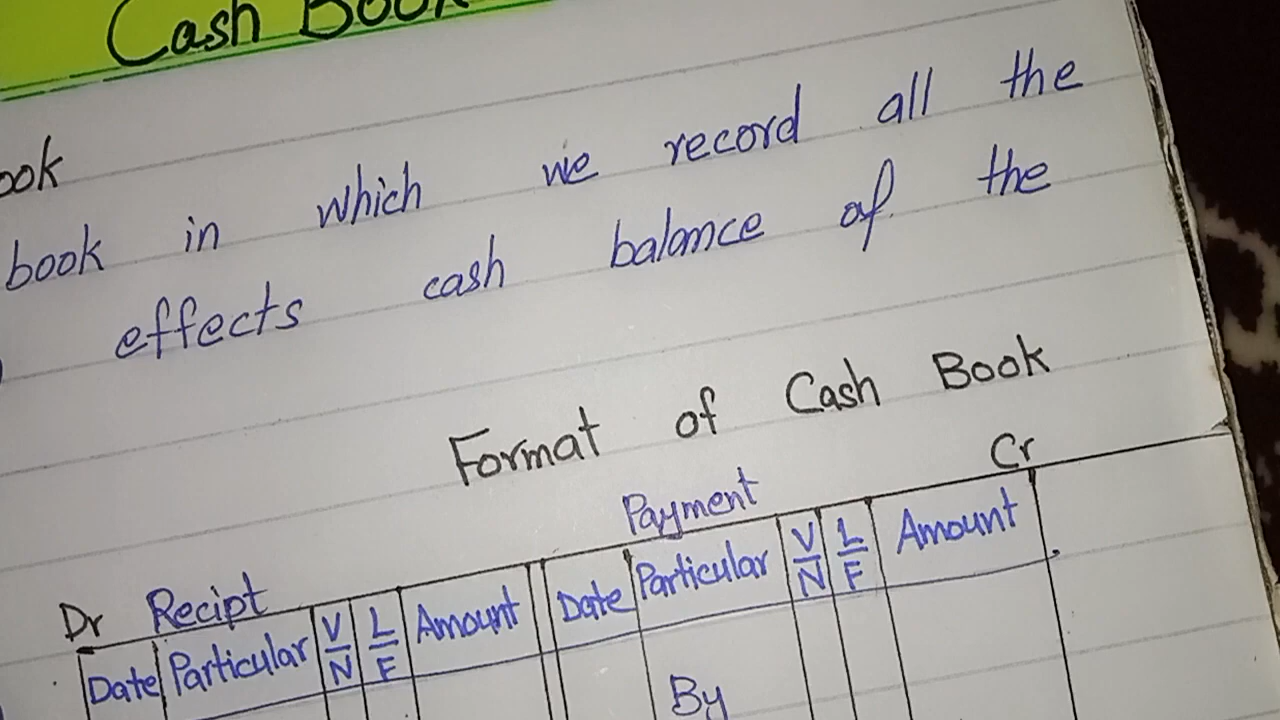 Cash Book
ook
book in which we record all the
effects cash balance of the
Format of Cash Book
Dr Recipt Payment Cr
Date Particular V/N L/F Amount Date Particular V/N L/F Amount
By